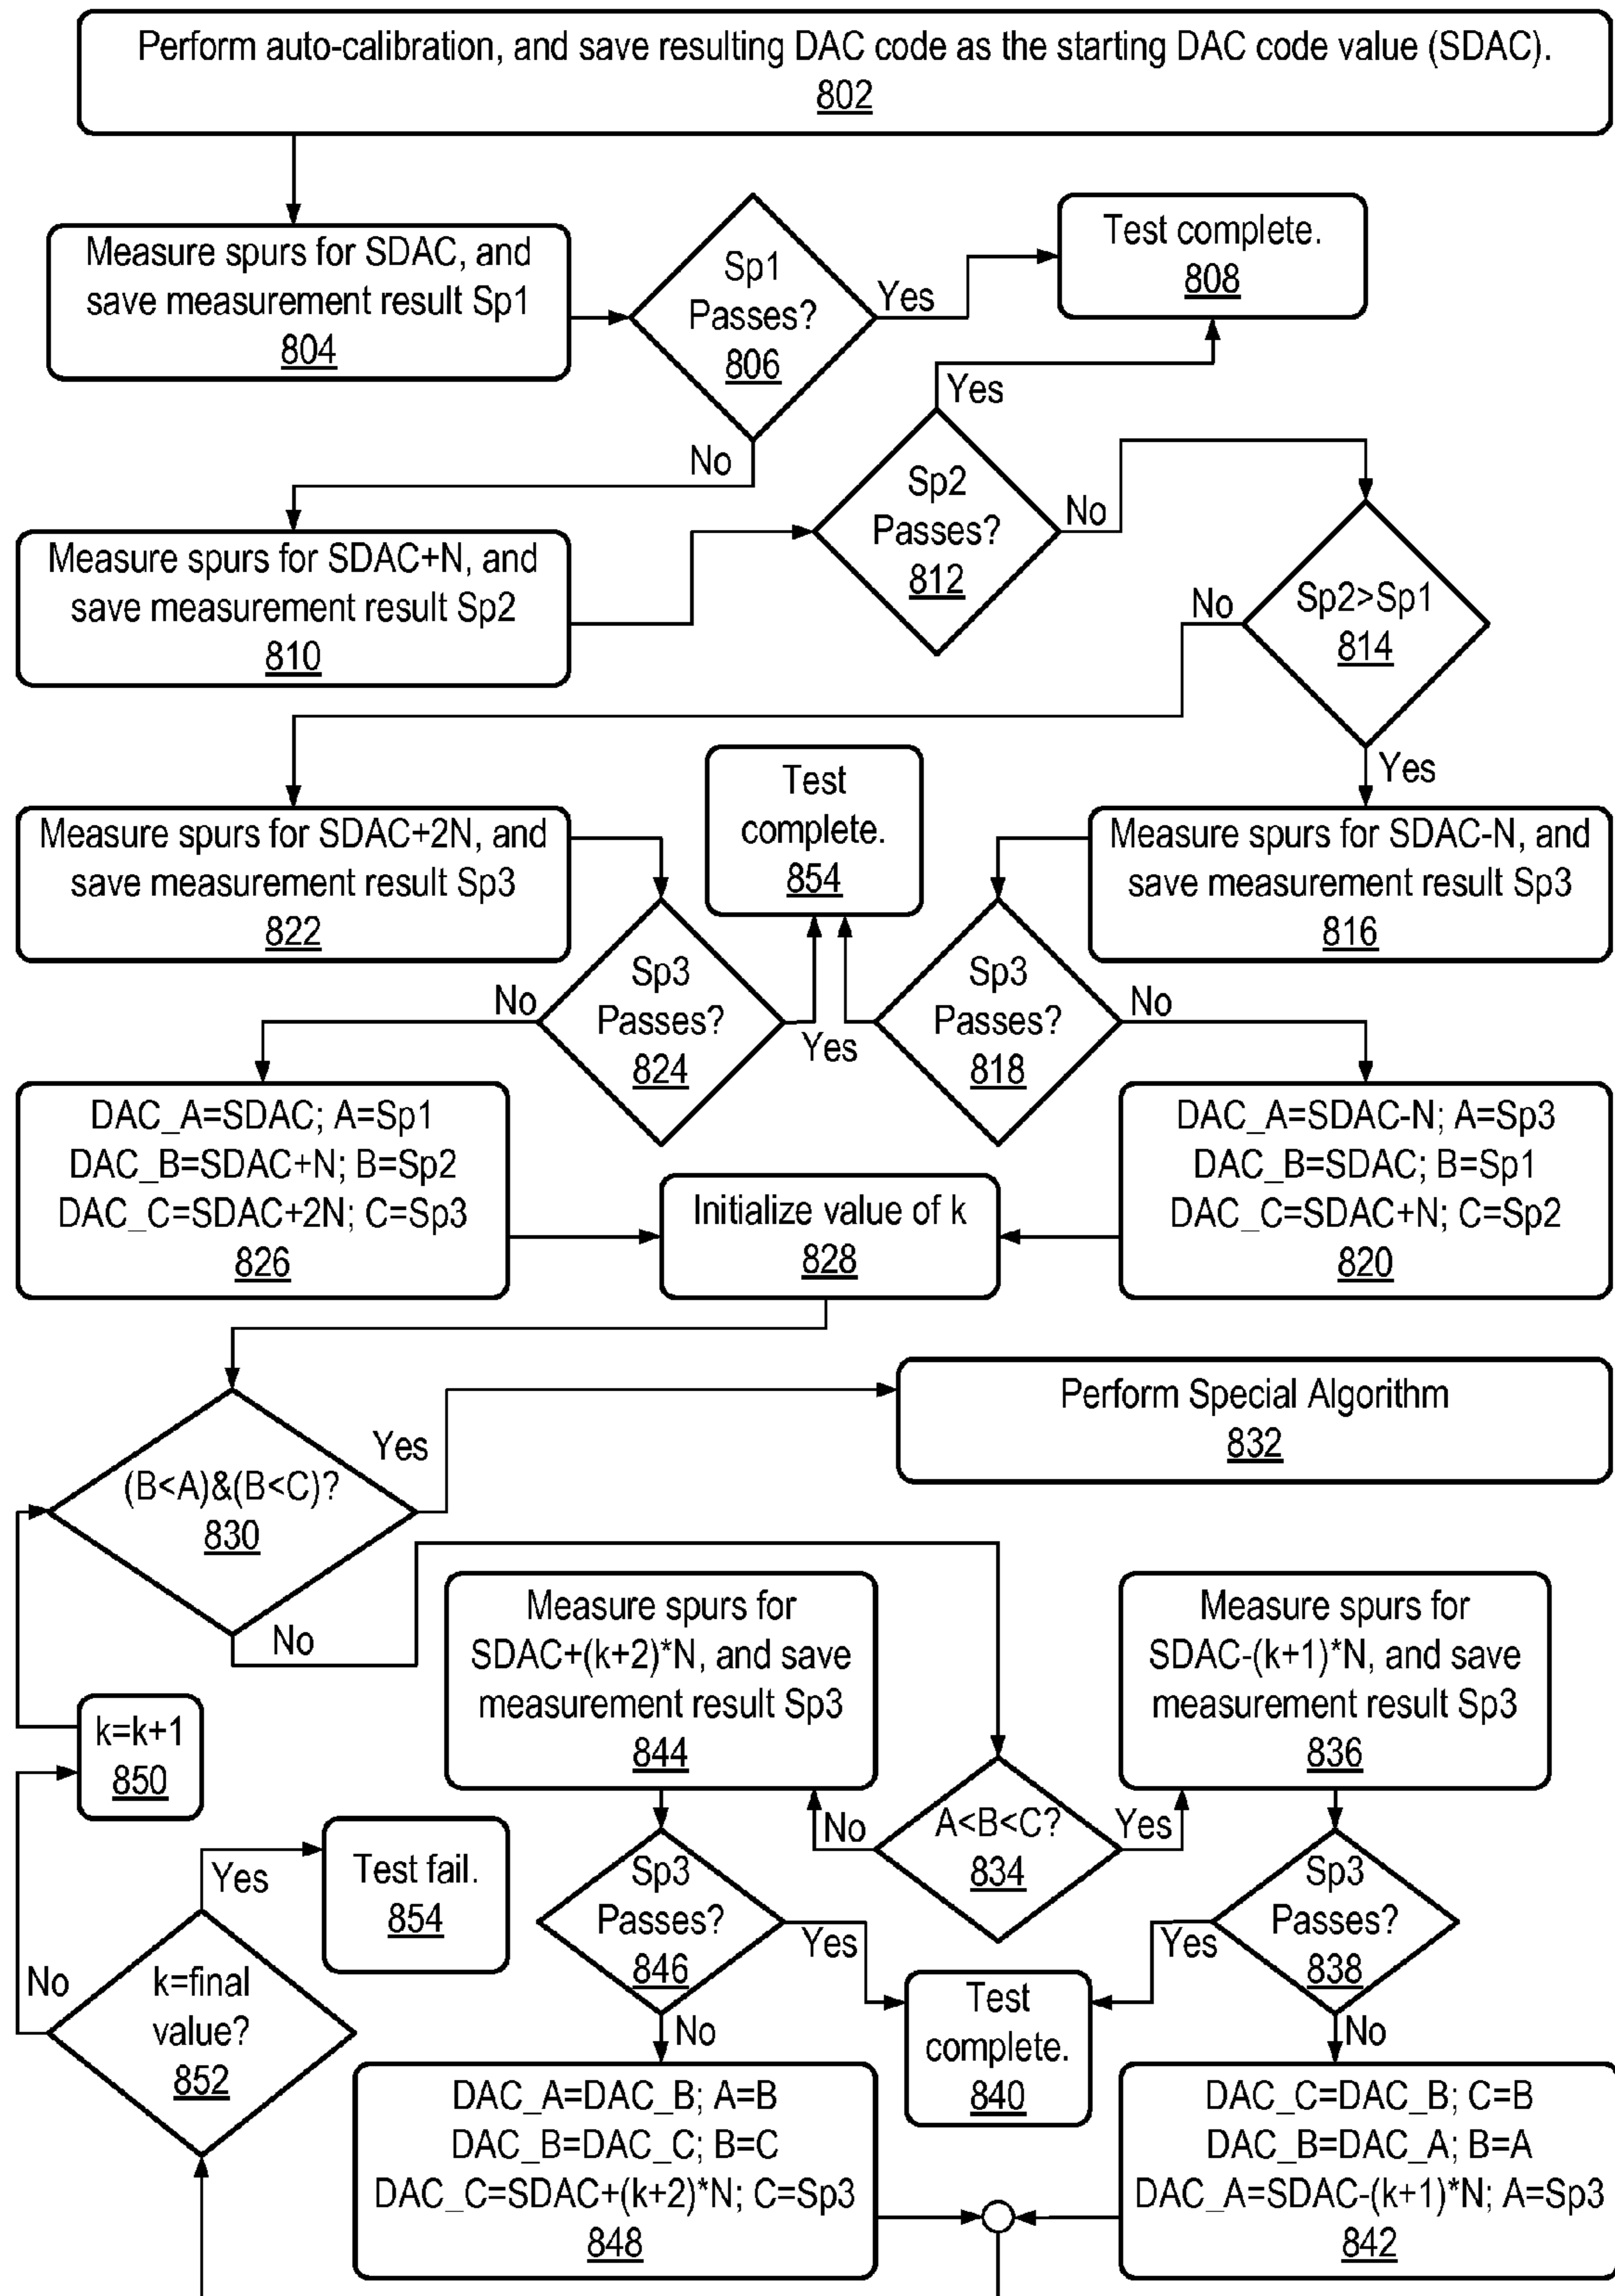 Perform auto-calibration, and save resulting DAC code as the starting DAC code value (SDAC).
802
Measure spurs for SDAC, and
save measurement result Sp1
804
Sp1
Passes?
806
Yes
No
Test complete.
808
Measure spurs for SDAC+N, and
save measurement result Sp2
810
Sp2
Passes?
812
Yes
No
Sp2>Sp1
814
No
Yes
Measure spurs for SDAC+2N, and
save measurement result Sp3
822
Test
complete.
854
Measure spurs for SDAC-N, and
save measurement result Sp3
816
Sp3
Passes?
824
No
Yes
Sp3
Passes?
818
No
DAC_A=SDAC; A=Sp1
DAC_B=SDAC+N; B=Sp2
DAC_C=SDAC+2N; C=Sp3
826
Initialize value of k
828
DAC_A=SDAC-N; A=Sp3
DAC_B=SDAC; B=Sp1
DAC_C=SDAC+N; C=Sp2
820
(B<A)&(B<C)?
830
Yes
No
Perform Special Algorithm
832
Measure spurs for
SDAC+(k+2)*N, and save
measurement result Sp3
844
Measure spurs for
SDAC-(k+1)*N, and save
measurement result Sp3
836
k=k+1
850
A<B<C?
834
No
Yes
Test fail.
854
Yes
k=final
value?
852
No
Sp3
Passes?
846
Yes
No
Sp3
Passes?
838
Yes
No
Test
complete.
840
DAC_A=DAC_B; A=B
DAC_B=DAC_C; B=C
DAC_C=SDAC+(k+2)*N; C=Sp3
848
DAC_C=DAC_B; C=B
DAC_B=DAC_A; B=A
DAC_A=SDAC-(k+1)*N; A=Sp3
842